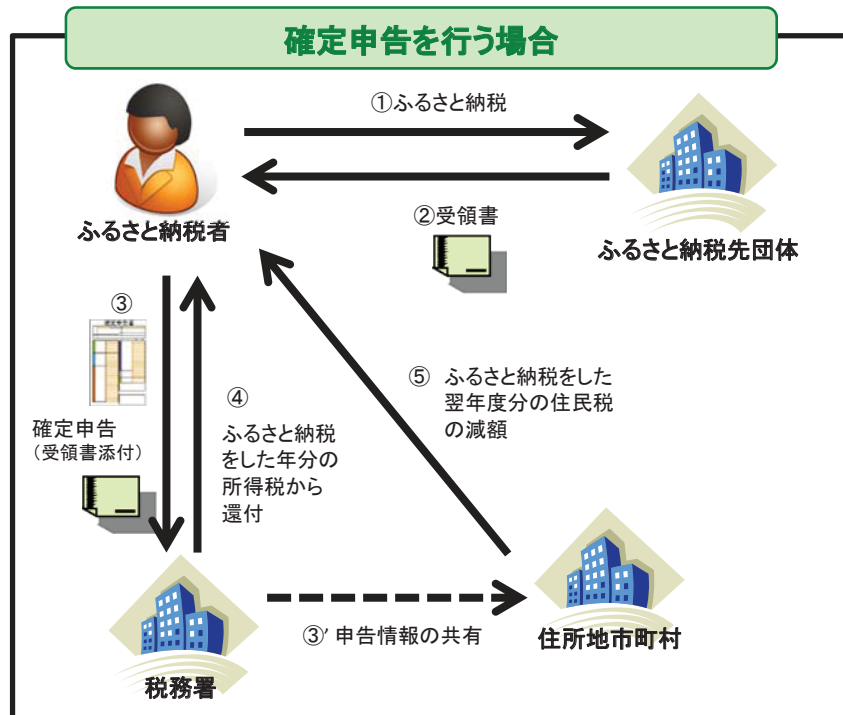 確定申告を行う場合
①ふるさと納税
ふるさと納税者
②受領書
ふるさと納税先団体
③
確定申告
（受領書添付）
④
ふるさと納税
をした年分の
所得税から
還付
⑤ ふるさと納税をした
翌年度分の住民税
の減額
③′申告情報の共有
税務署
住所地市町村